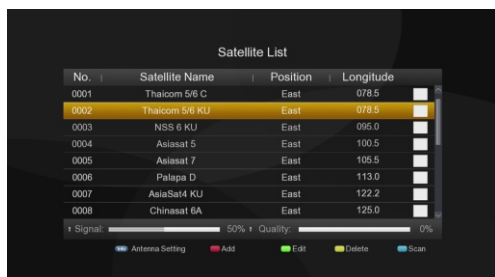 Satellite List
No. Satellite Name Position Longitude
0001 Thaicom 5/6 C East 078.5
0002 Thaicom 5/6 KU East 078.5
0003 NSS 6 KU East 095.0
0004 Asiasat 5 East 100.5
0005 Asiasat 7 East 105.5
0006 Palapa D East 113.0
0007 AsiaSat4 KU East 122.2
0008 Chinasat 6A East 125.0
Signal: 50% Quality: 0%
Antenna Setting Add Edit Delete Scan